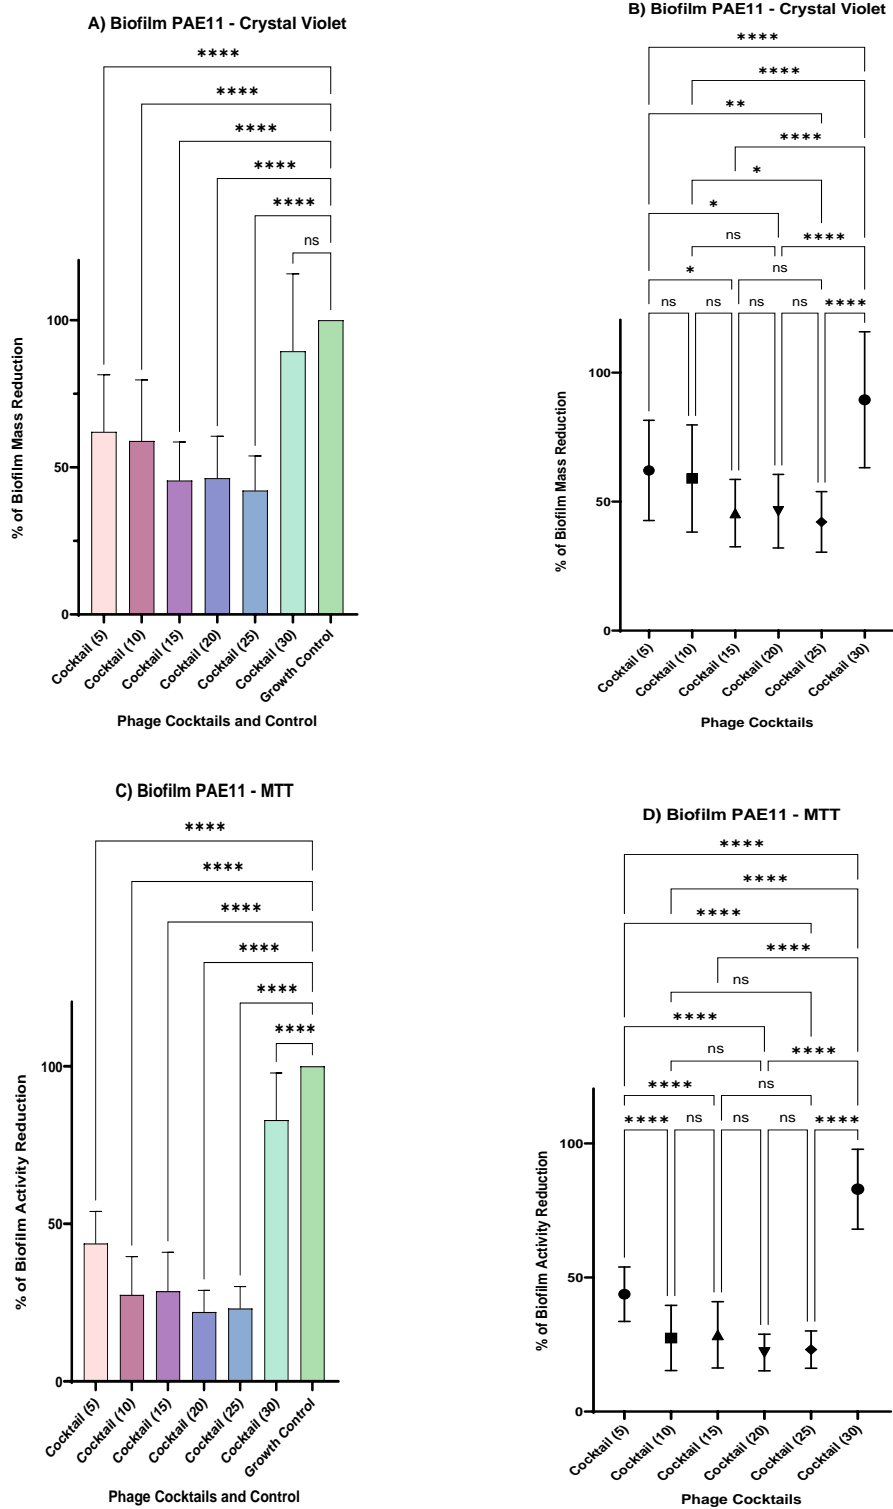 A) Biofilm PAE11 - Crystal Violet
****
****
****
****
****
ns
% of Biofilm Mass Reduction
100
50
0
Cocktail (5)
Cocktail (10)
Cocktail (15)
Cocktail (20)
Cocktail (25)
Cocktail (30)
Growth Control
Phage Cocktails and Control
B) Biofilm PAE11 - Crystal Violet
****
****
**
****
*
*
ns
****
*
ns
ns
ns
ns
ns
****
% of Biofilm Mass Reduction
100
50
0
Cocktail (5)
Cocktail (10)
Cocktail (15)
Cocktail (20)
Cocktail (25)
Cocktail (30)
Phage Cocktails
C) Biofilm PAE11 - MTT
****
****
****
****
****
****
% of Biofilm Activity Reduction
100
50
0
Cocktail (5)
Cocktail (10)
Cocktail (15)
Cocktail (20)
Cocktail (25)
Cocktail (30)
Growth Control
Phage Cocktails and Control
D) Biofilm PAE11 - MTT
****
****
****
****
ns
****
ns
****
****
ns
****
ns
ns
ns
****
% of Biofilm Activity Reduction
100
50
0
Cocktail (5)
Cocktail (10)
Cocktail (15)
Cocktail (20)
Cocktail (25)
Cocktail (30)
Phage Cocktails